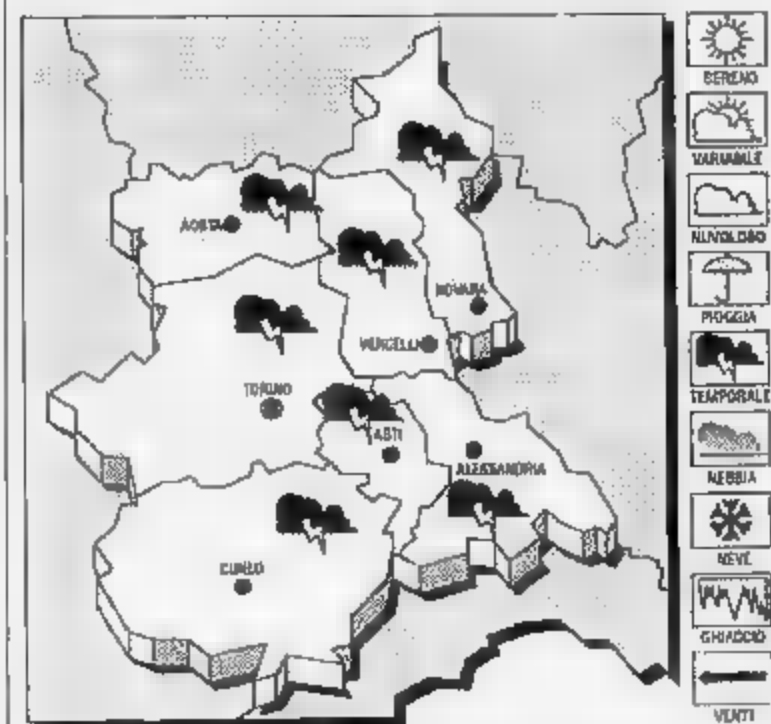 AOSTA
NOVARA
VERCELLI
TORINO
ASTI
ALESSANDRIA
CUNEO
SERENO
VARIABILE
NUVOLOSO
PIOGGIA
TEMPORALE
NEBBIA
NEVE
GHIACCIO
VENTI